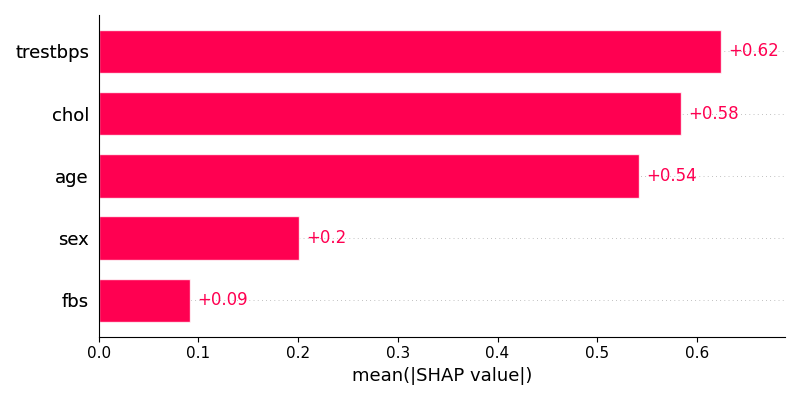 trestbps +0.62
chol +0.58
age +0.54
sex +0.2
fbs +0.09
0.0 0.1 0.2 0.3 0.4 0.5 0.6
mean(|SHAP value|)